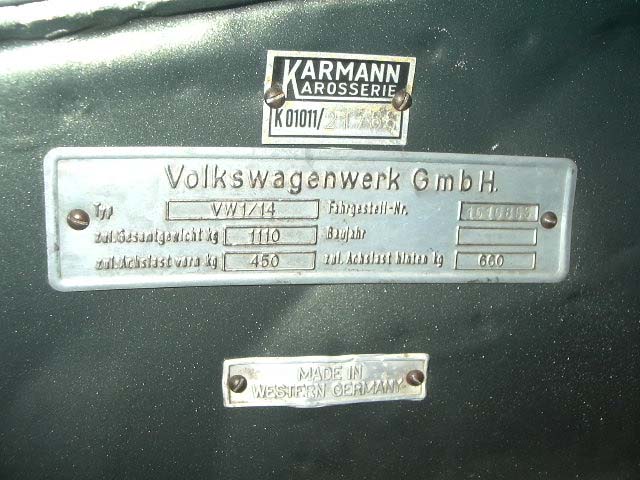 KARMANN
KAROSSERIE
K01011/
Volkswagenwerk GmbH.
Typ VW1/14 Fahrgestell-Nr.
zul.Gesamtgewicht kg 1110 Baujahr
zul.Achslast vorn kg 450 zul.Achslast hinten kg 660
MADE IN
WESTERN GERMANY